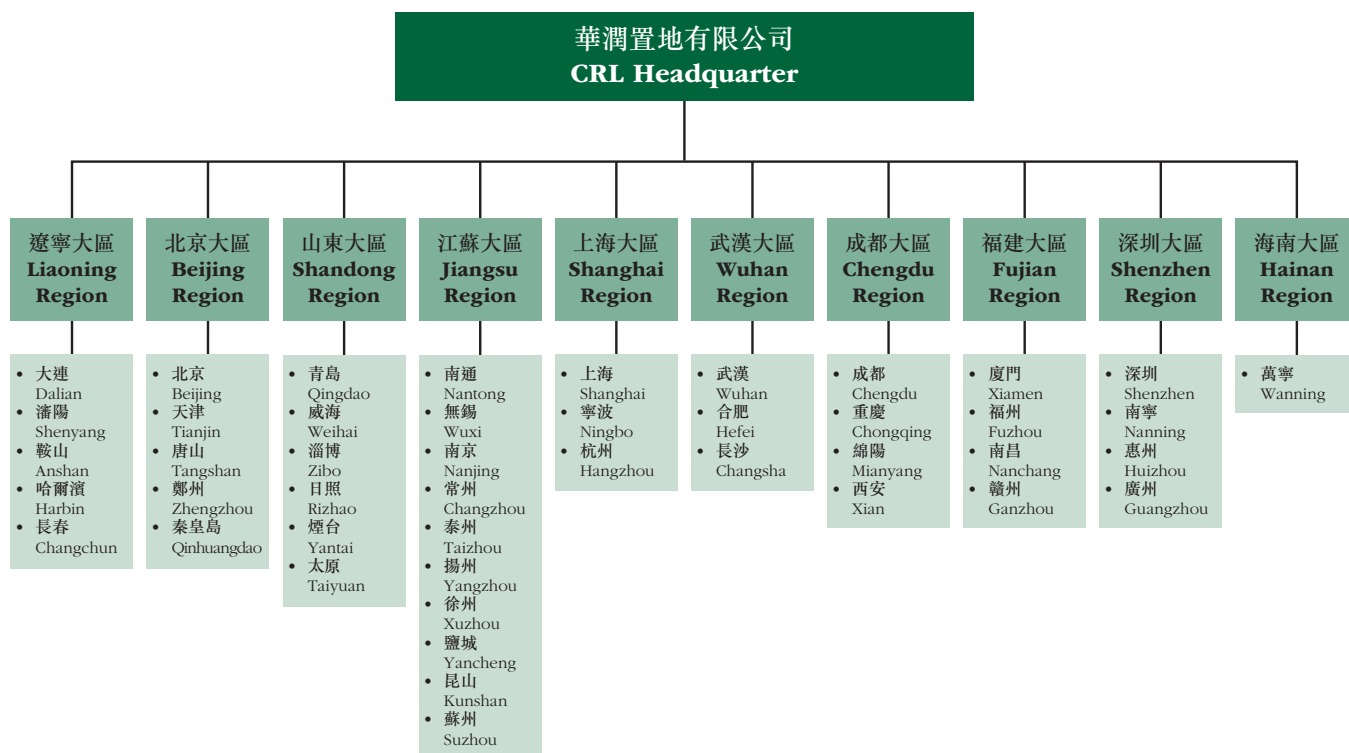 華潤置地有限公司
CRL Headquarter
遼寧大區
Liaoning
Region
• 大連
Dalian
• 瀋陽
Shenyang
• 鞍山
Anshan
• 哈爾濱
Harbin
• 長春
Changchun
北京大區
Beijing
Region
• 北京
Beijing
• 天津
Tianjin
• 唐山
Tangshan
• 鄭州
Zhengzhou
• 秦皇島
Qinhuangdao
山東大區
Shandong
Region
• 青島
Qingdao
• 威海
Weihai
• 淄博
Zibo
• 日照
Rizhao
• 煙台
Yantai
• 太原
Taiyuan
江蘇大區
Jiangsu
Region
• 南通
Nantong
• 無錫
Wuxi
• 南京
Nanjing
• 常州
Changzhou
• 泰州
Taizhou
• 揚州
Yangzhou
• 徐州
Xuzhou
• 鹽城
Yancheng
• 昆山
Kunshan
• 蘇州
Suzhou
上海大區
Shanghai
Region
• 上海
Shanghai
• 寧波
Ningbo
• 杭州
Hangzhou
武漢大區
Wuhan
Region
• 武漢
Wuhan
• 合肥
Hefei
• 長沙
Changsha
成都大區
Chengdu
Region
• 成都
Chengdu
• 重慶
Chongqing
• 綿陽
Mianyang
• 西安
Xian
福建大區
Fujian
Region
• 廈門
Xiamen
• 福州
Fuzhou
• 南昌
Nanchang
• 贛州
Ganzhou
深圳大區
Shenzhen
Region
• 深圳
Shenzhen
• 南寧
Nanning
• 惠州
Huizhou
• 廣州
Guangzhou
海南大區
Hainan
Region
• 萬寧
Wanning